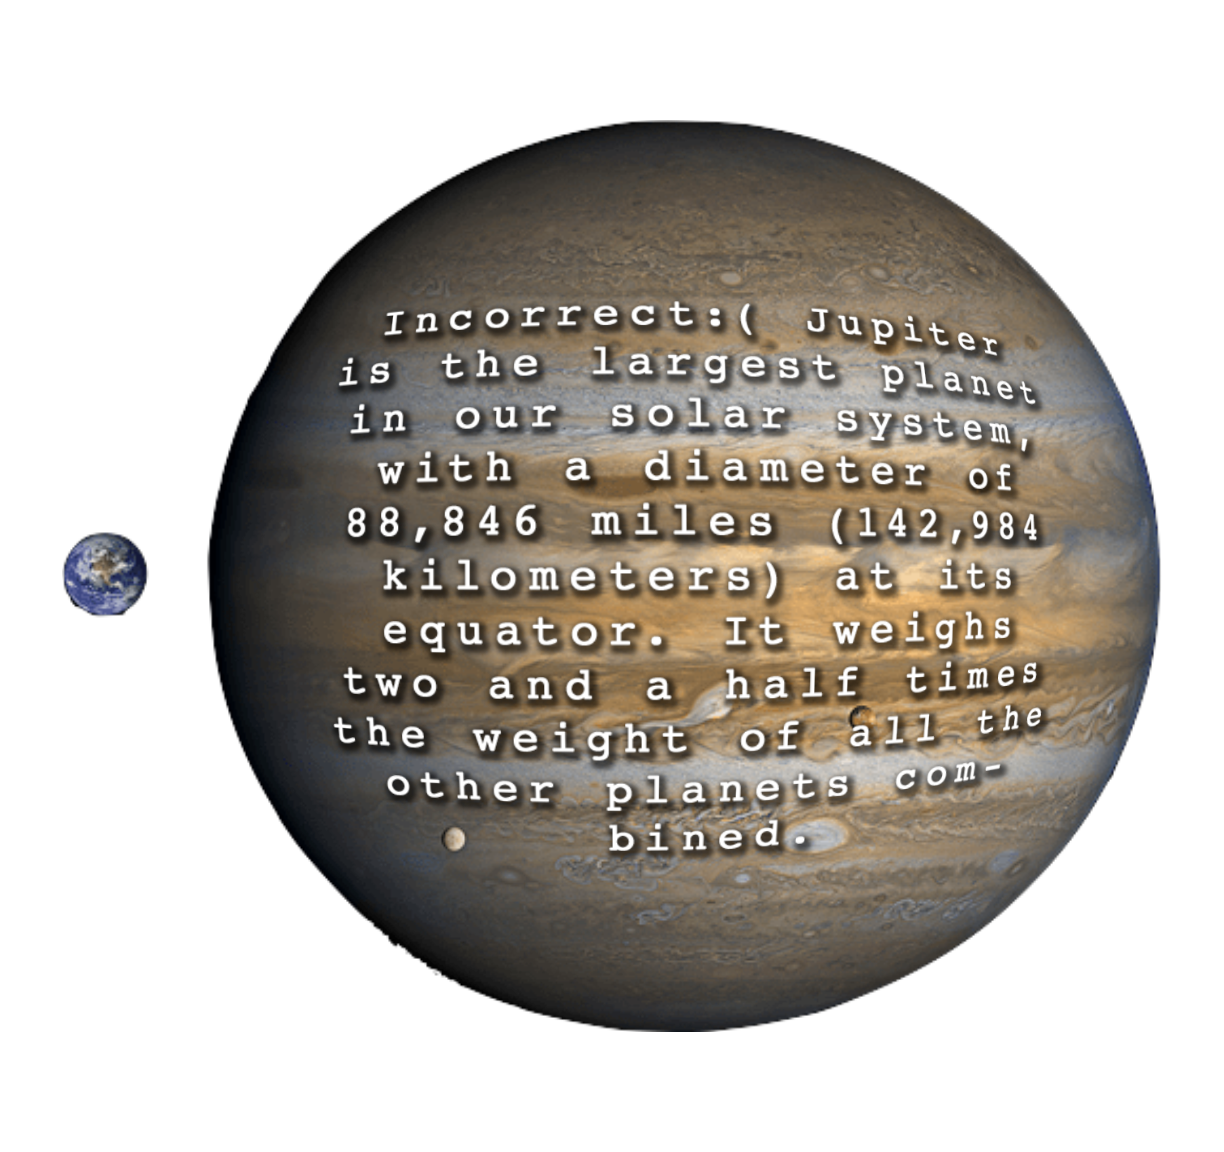 Incorrect:( Jupiter
is the largest planet
in our solar system,
with a diameter of
88,846 miles (142,984
kilometers) at its
equator. It weighs
two and a half times
the weight of all the
other planets com-
bined.